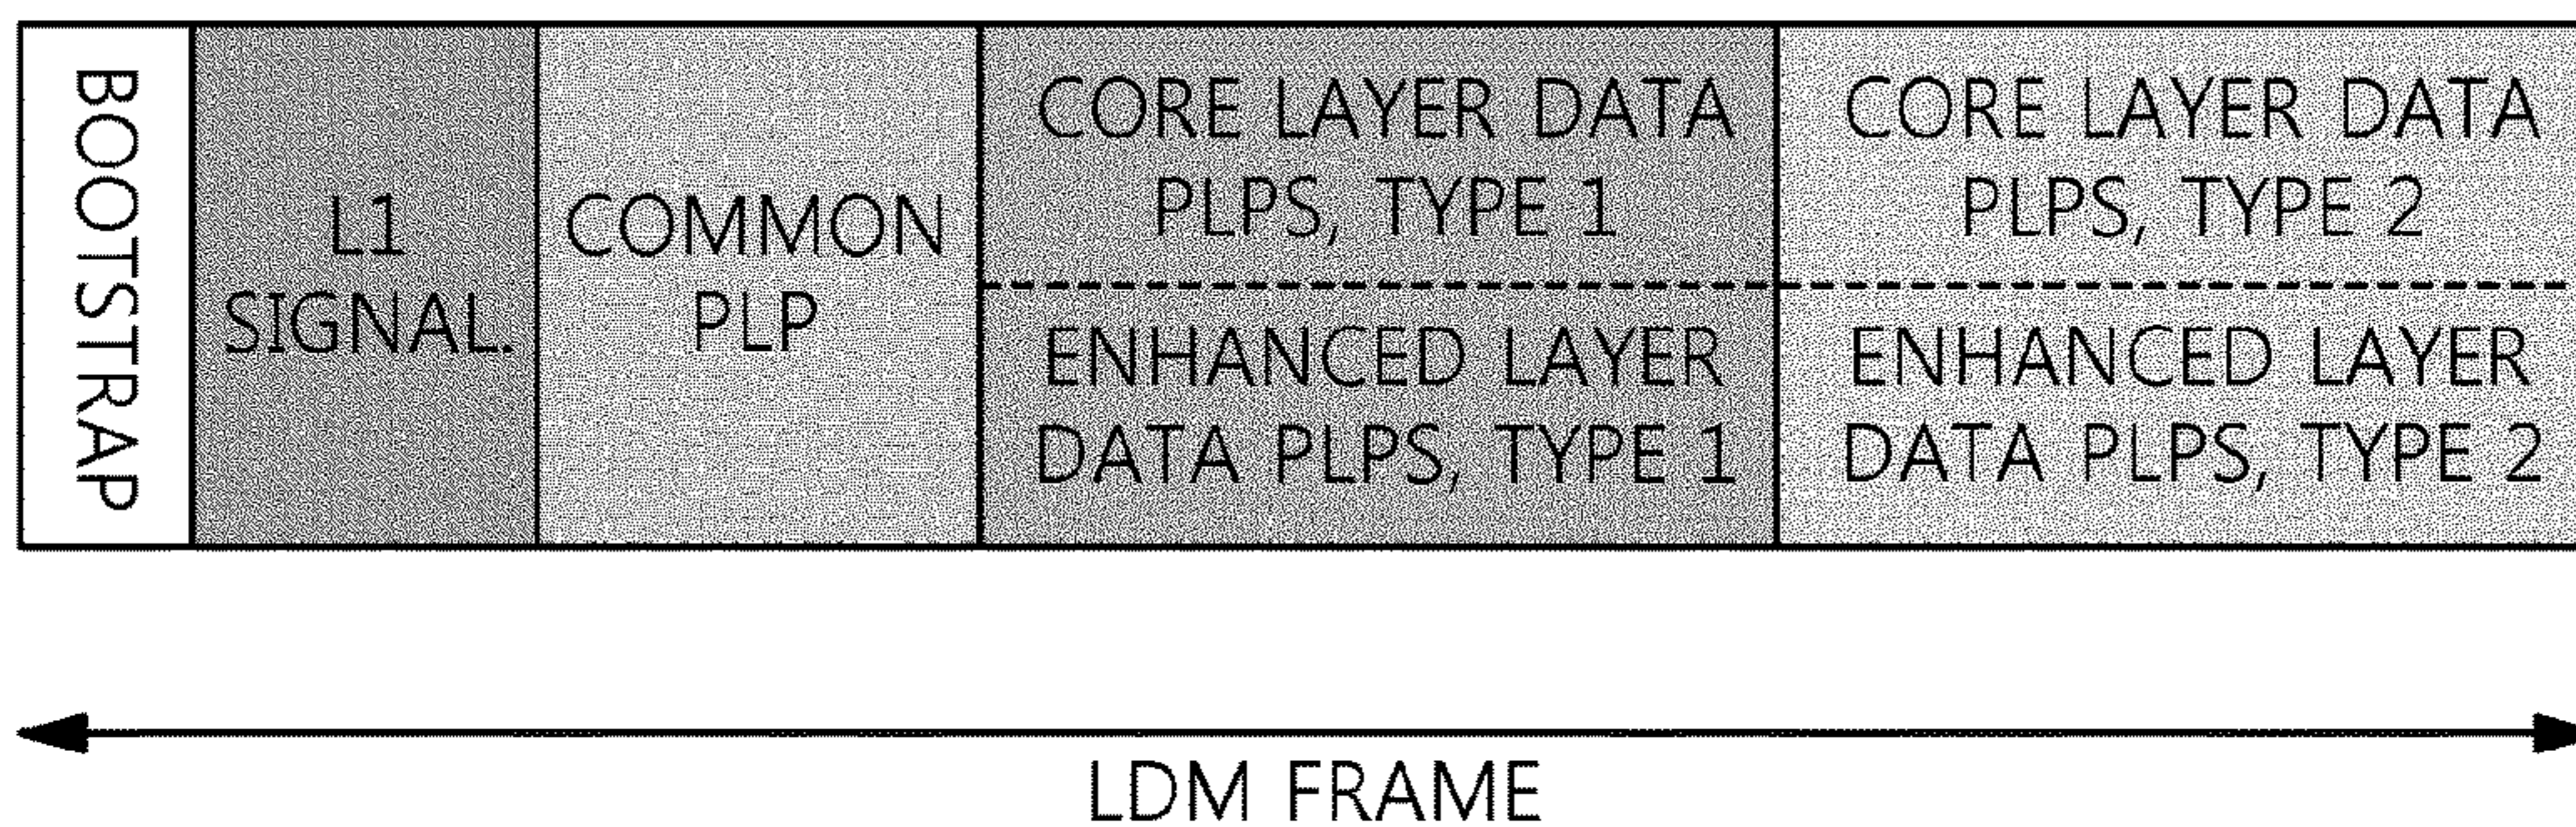 BOOTSTRAP
L1
SIGNAL.
COMMON
PLP
CORE LAYER DATA
PLPS, TYPE 1
ENHANCED LAYER
DATA PLPS, TYPE 1
CORE LAYER DATA
PLPS, TYPE 2
ENHANCED LAYER
DATA PLPS, TYPE 2
LDM FRAME